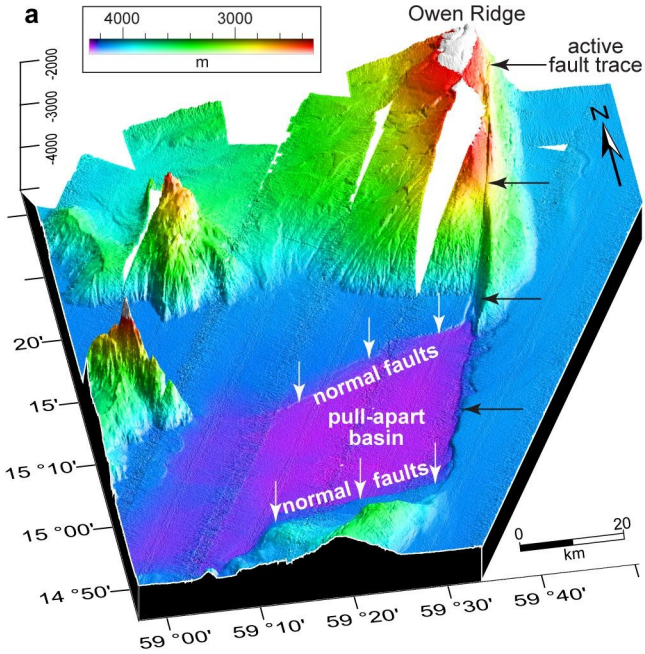 a
4000 3000
m
Owen Ridge
active
fault trace
-2000
-3000
-4000
N
20'
15'
15 °10'
15 °00'
14 °50'
normal faults
pull-apart
basin
normal faults
0 20
km
59 °00'
59 °10'
59 °20'
59 °30'
59 °40'